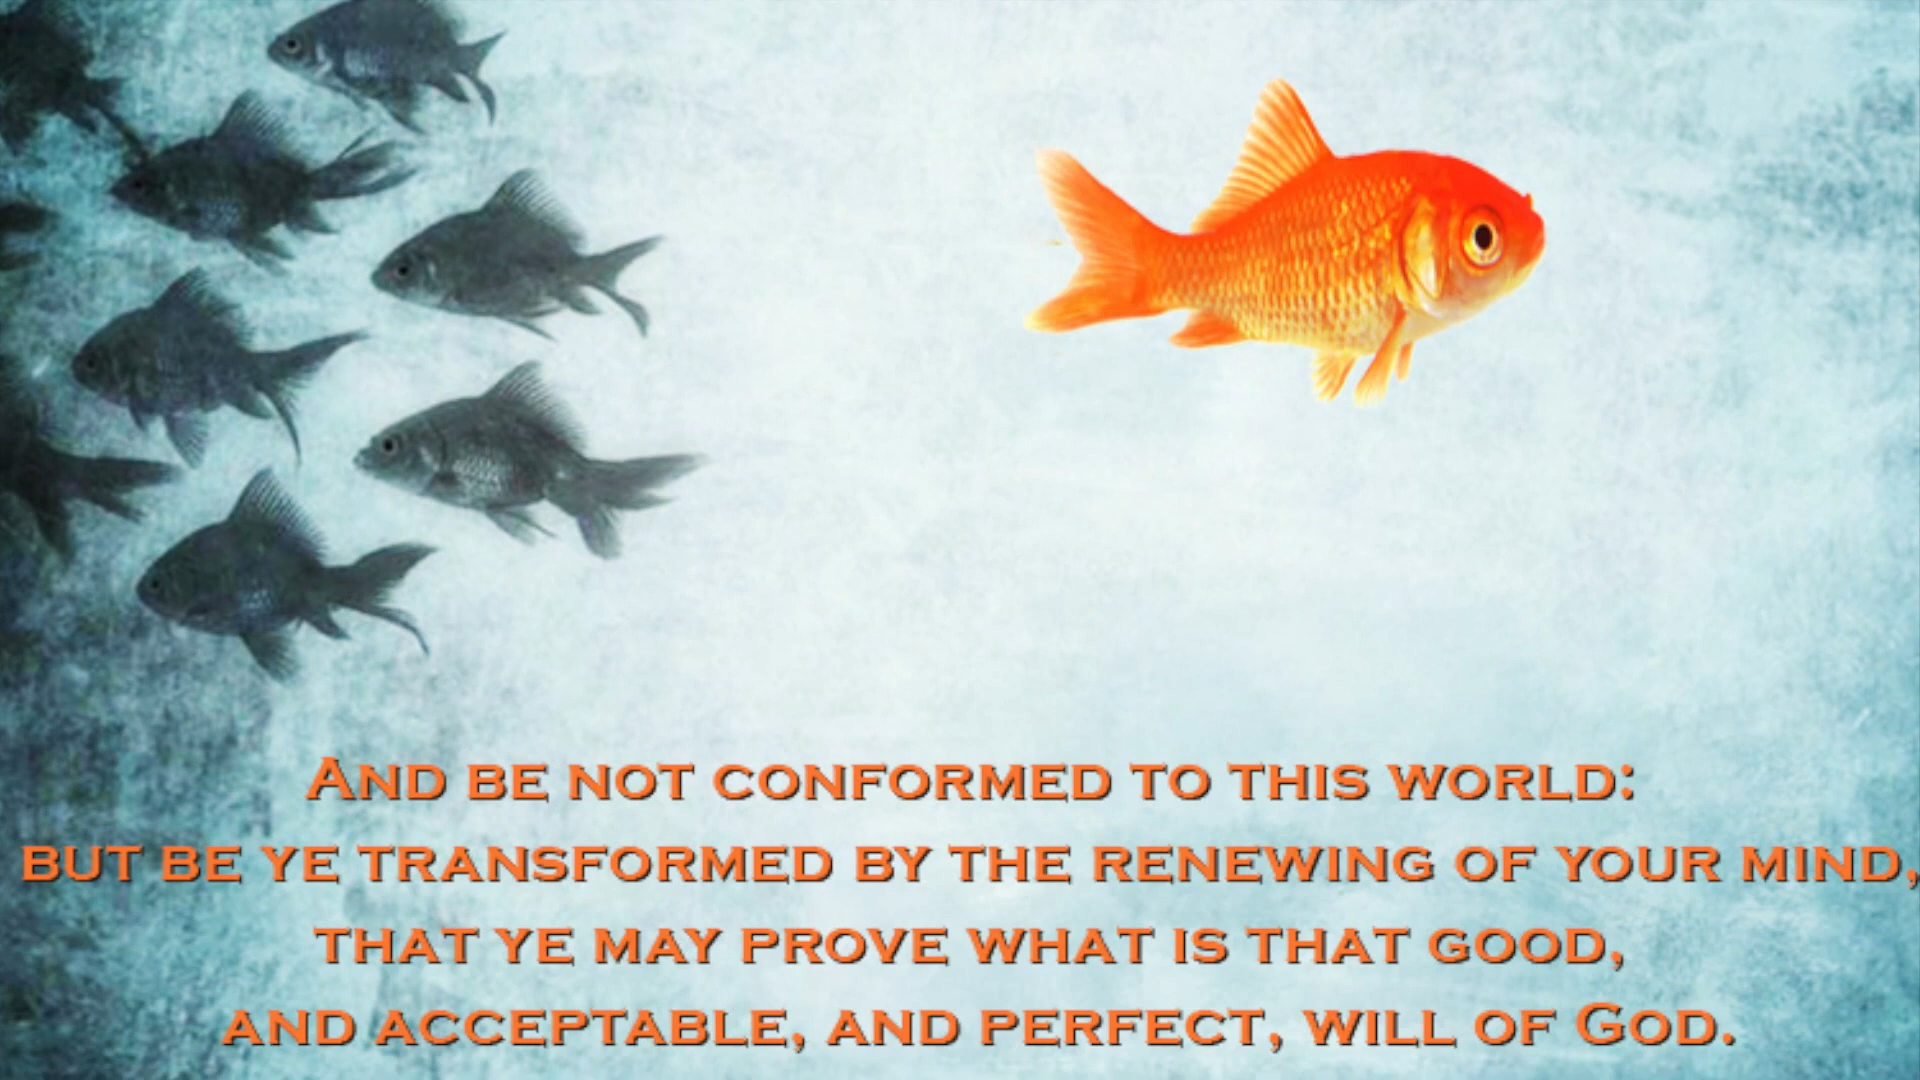 And be not conformed to this world:
but be ye transformed by the renewing of your mind,
that ye may prove what is that good,
and acceptable, and perfect, will of God.